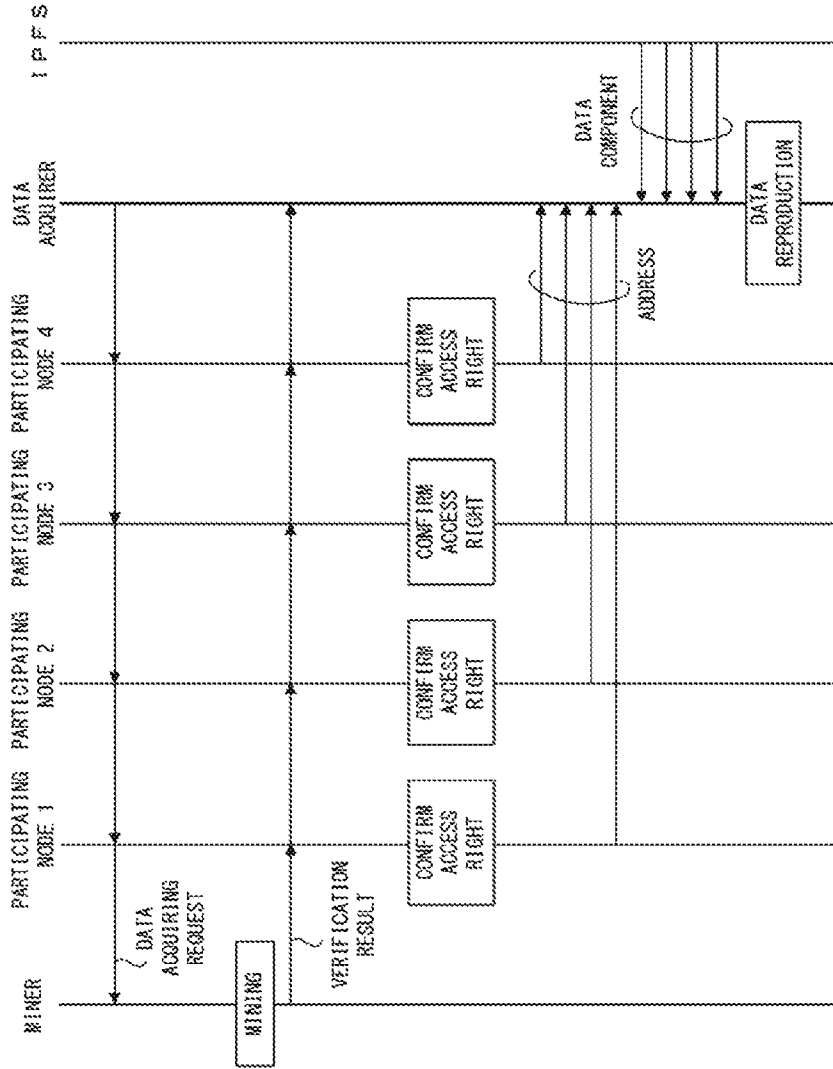 MINER
PARTICIPATING
NODE 1
PARTICIPATING
NODE 2
PARTICIPATING
NODE 3
PARTICIPATING
NODE 4
DATA
ACQUIRER
IPFS
DATA
ACQUIRING
REQUEST
MINING
VERIFICATION
RESULT
CONFIRM
ACCESS
RIGHT
CONFIRM
ACCESS
RIGHT
CONFIRM
ACCESS
RIGHT
CONFIRM
ACCESS
RIGHT
ADDRESS
DATA
COMPONENT
DATA
REPRODUCTION